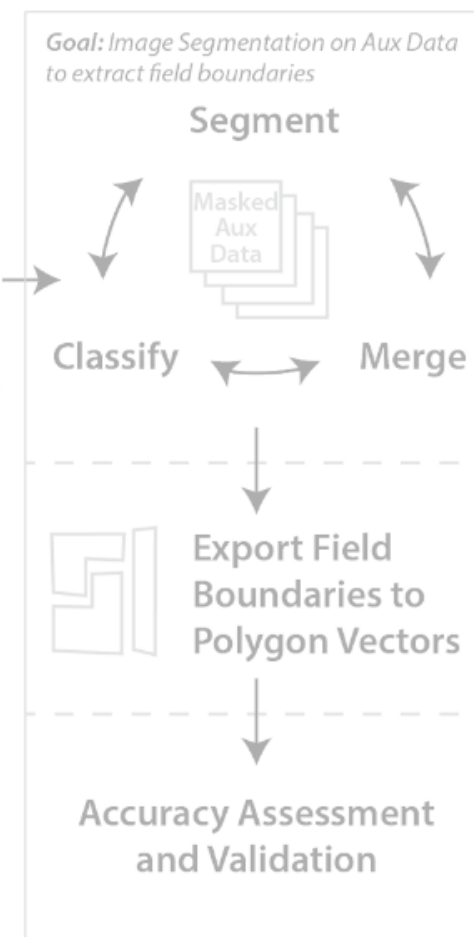 Goal: Image Segmentation on Aux Data
to extract field boundaries
Segment
Masked
Aux
Data
Classify
Merge
Export Field
Boundaries to
Polygon Vectors
Accuracy Assessment
and Validation